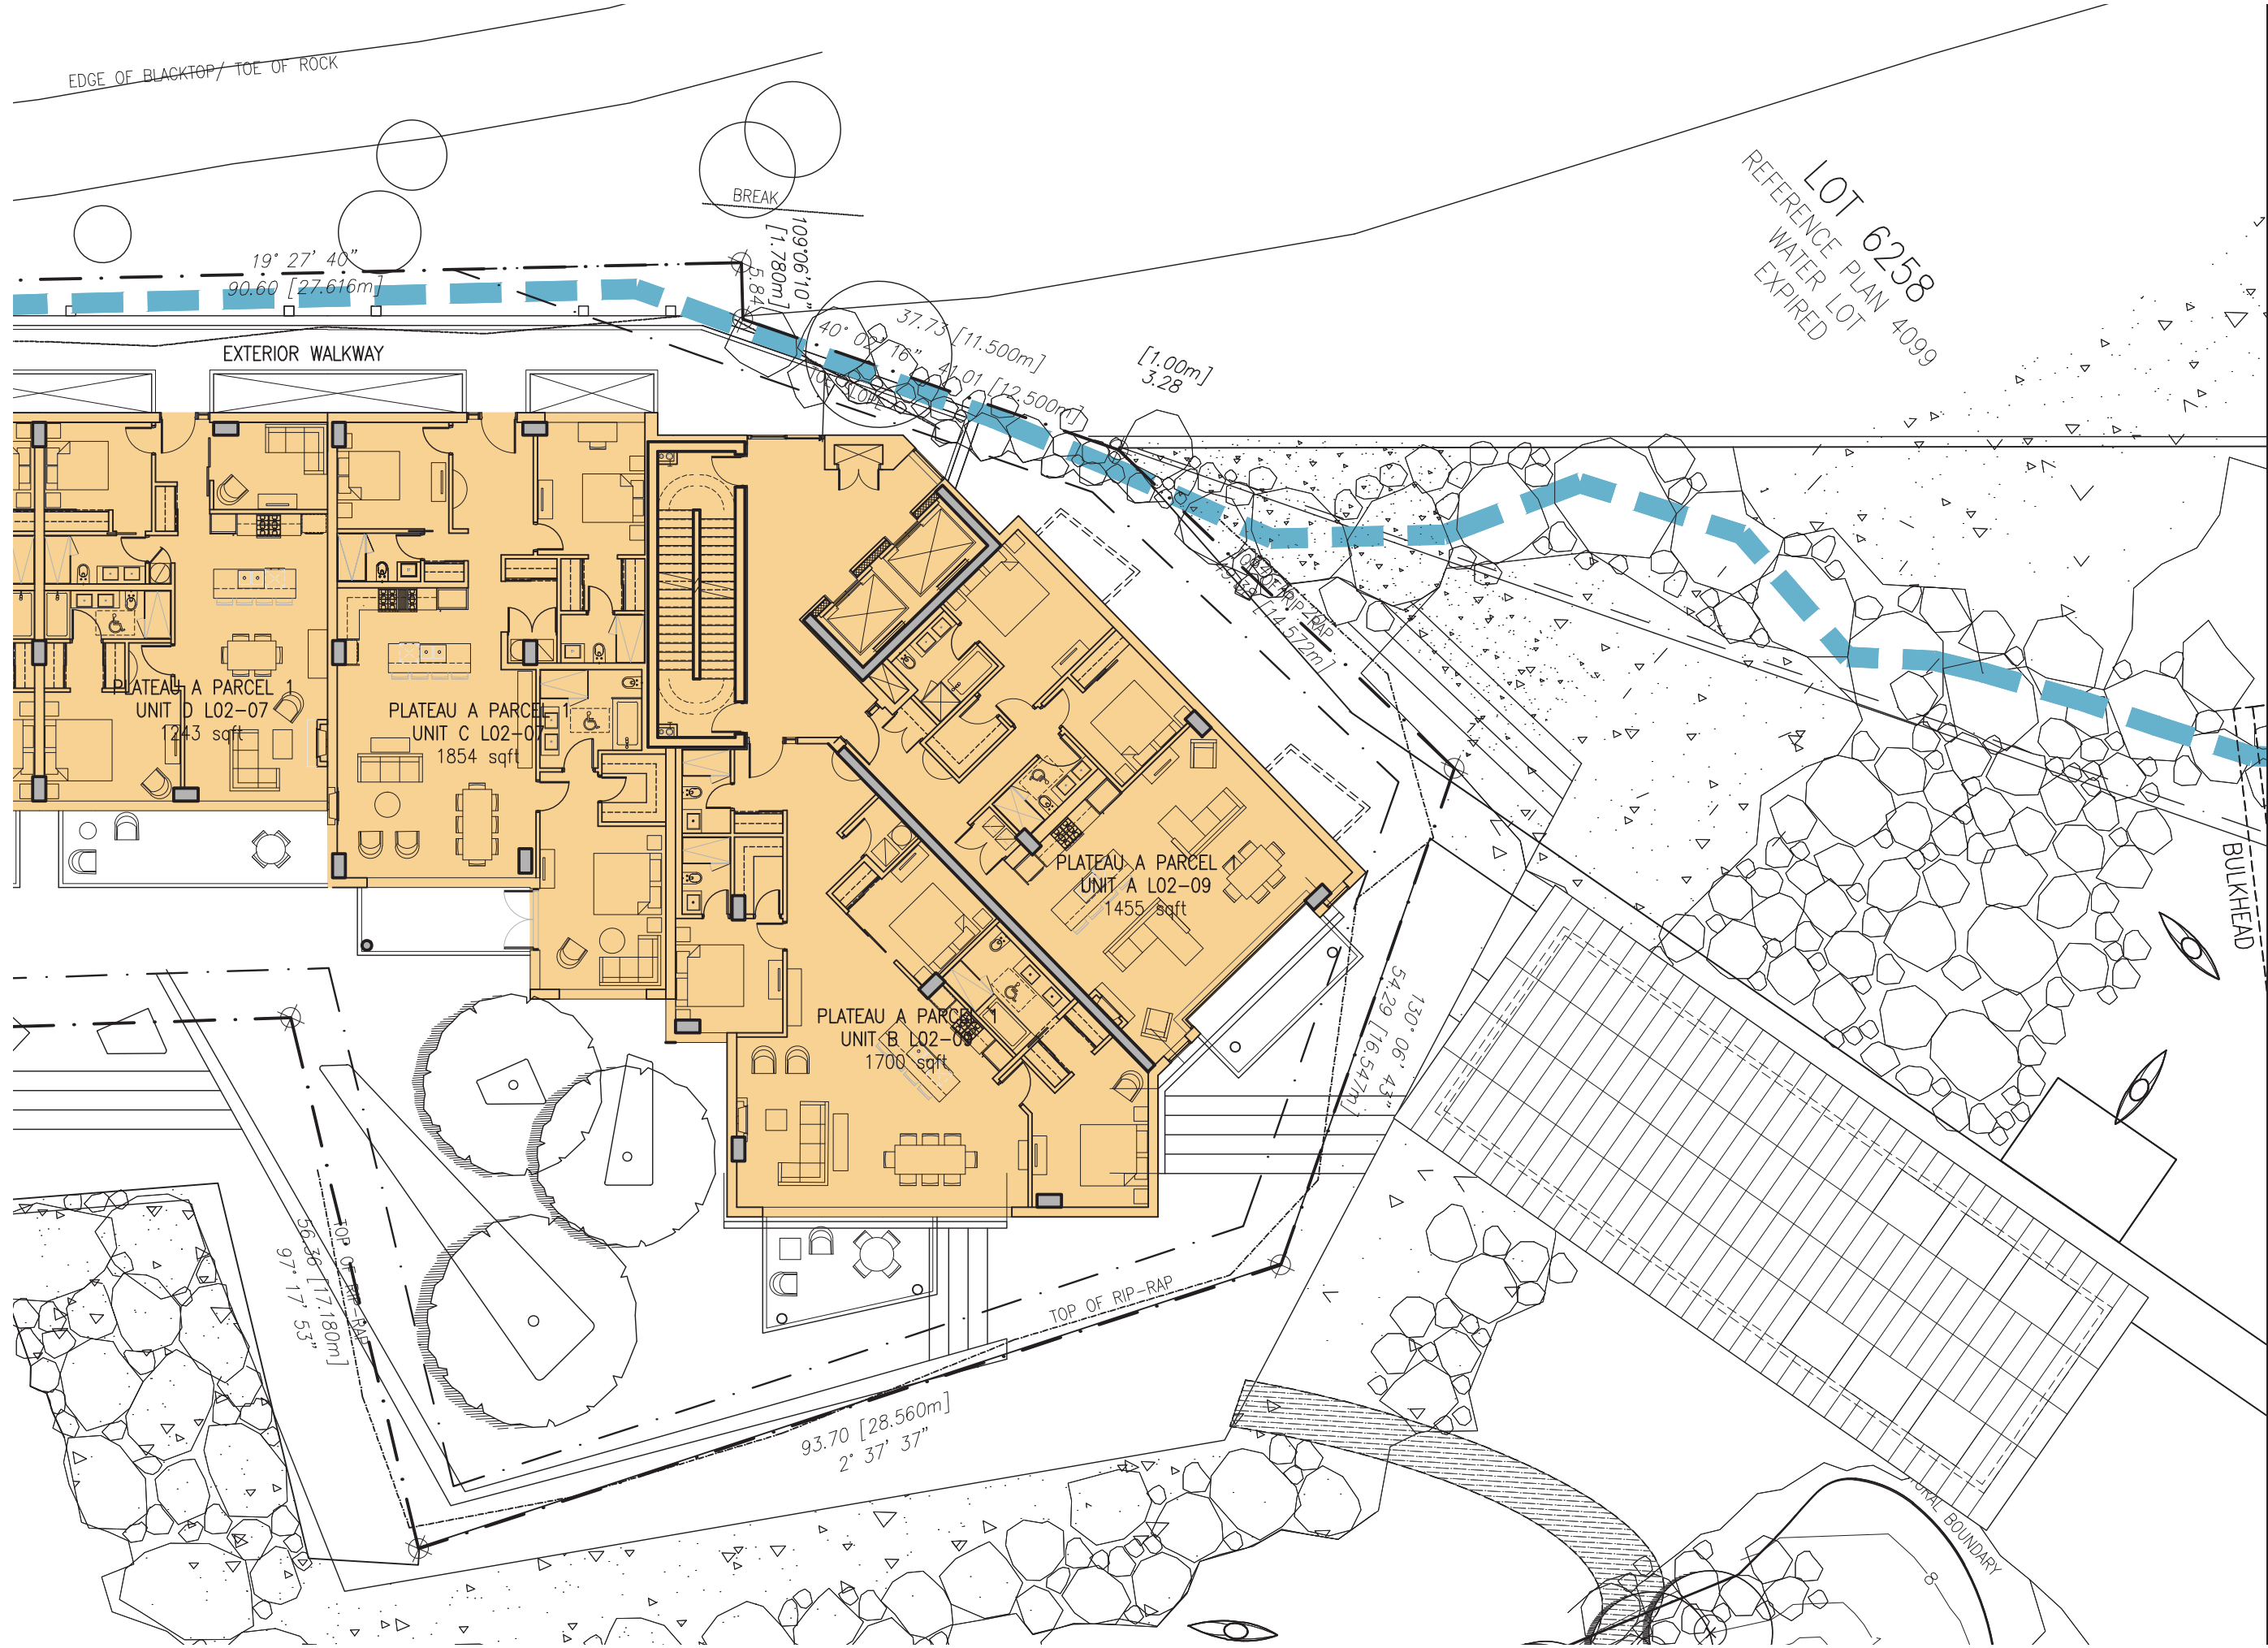 EDGE OF BLACKTOP/ TOE OF ROCK
BREAK
LOT 6258
REFERENCE PLAN 4099
WATER LOT
EXPIRED
19° 27' 40"
90.60 [27.616m]
109°06'10"
[1.780m]
5.84
37.73 [11.500m]
40° 02' 16"
41.01 [12.500m]
[1.00m]
3.28
EXTERIOR WALKWAY
PLATEAU A PARCEL 1
UNIT D L02-07
1243 sqft
PLATEAU A PARCEL 1
UNIT C L02-07
1854 sqft
PLATEAU A PARCEL 1
UNIT A L02-09
1455 sqft
PLATEAU A PARCEL 1
UNIT B L02-09
1700 sqft
BULKHEAD
130° 06' 43"
54.29 [16.547m]
TOP OF RIP-RAP
56.36 [17.180m]
97° 17' 53"
TOP OF RIP-RAP
93.70 [28.560m]
2° 37' 37"
BOUNDARY
8